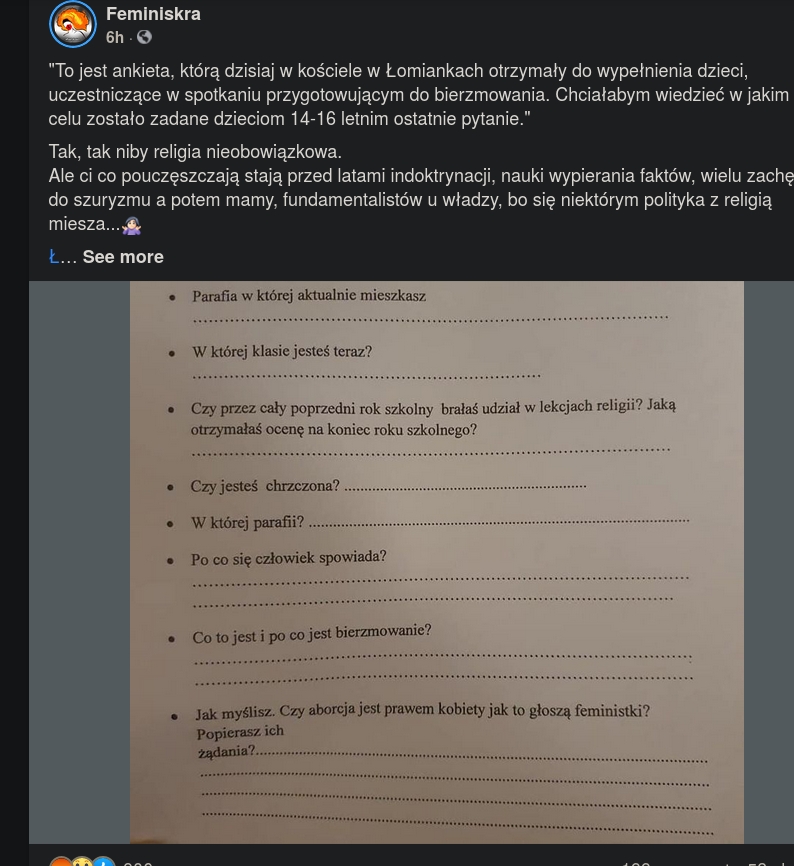 Feminiskra
6h ·
"To jest ankieta, którą dzisiaj w kościele w Łomiankach otrzymały do wypełnienia dzieci,
uczestniczące w spotkaniu przygotowującym do bierzmowania. Chciałabym wiedzieć w jakim
celu zostało zadane dzieciom 14-16 letnim ostatnie pytanie."
Tak, tak niby religia nieobowiązkowa.
Ale ci co pouczęszczają stają przed latami indoktrynacji, nauki wypierania faktów, wielu
do szuryzmu a potem mamy, fundamentalistów u władzy, bo się niektórym polityka z religią
miesza...🤷🏻‍♀️
Ł... See more
• Parafia w której aktualnie mieszkasz
• W której klasie jesteś teraz?
• Czy przez cały poprzedni rok szkolny brałaś udział w lekcjach religii? Jaką
otrzymałaś ocenę na koniec roku szkolnego?
• Czy jesteś chrzczona?
• W której parafii?
• Po co się człowiek spowiada?
• Co to jest i po co jest bierzmowanie?
• Jak myślisz. Czy aborcja jest prawem kobiety jak to głoszą feministki?
Popierasz ich
żądania?